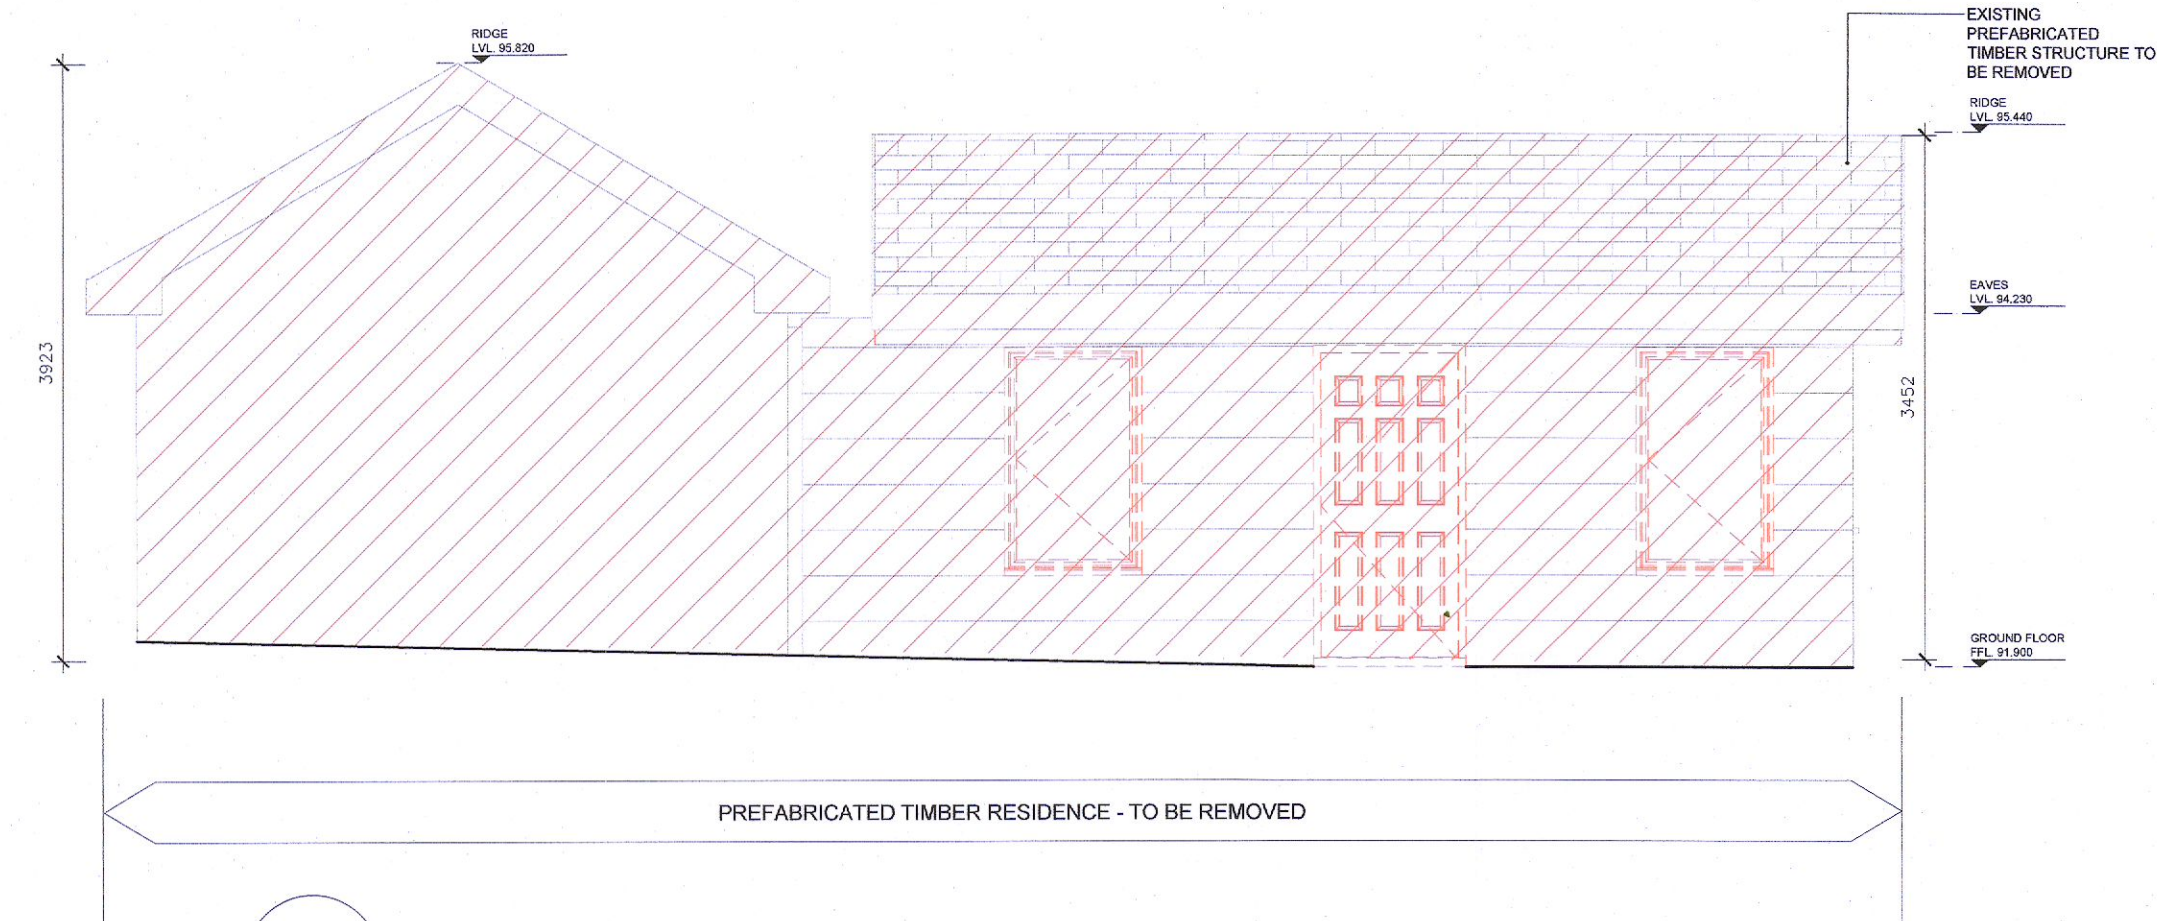 RIDGE
LVL. 95.820
EXISTING
PREFABRICATED
TIMBER STRUCTURE TO
BE REMOVED
RIDGE
LVL. 95.440
EAVES
LVL. 94.230
3923
3452
GROUND FLOOR
FFL. 91.900
PREFABRICATED TIMBER RESIDENCE - TO BE REMOVED